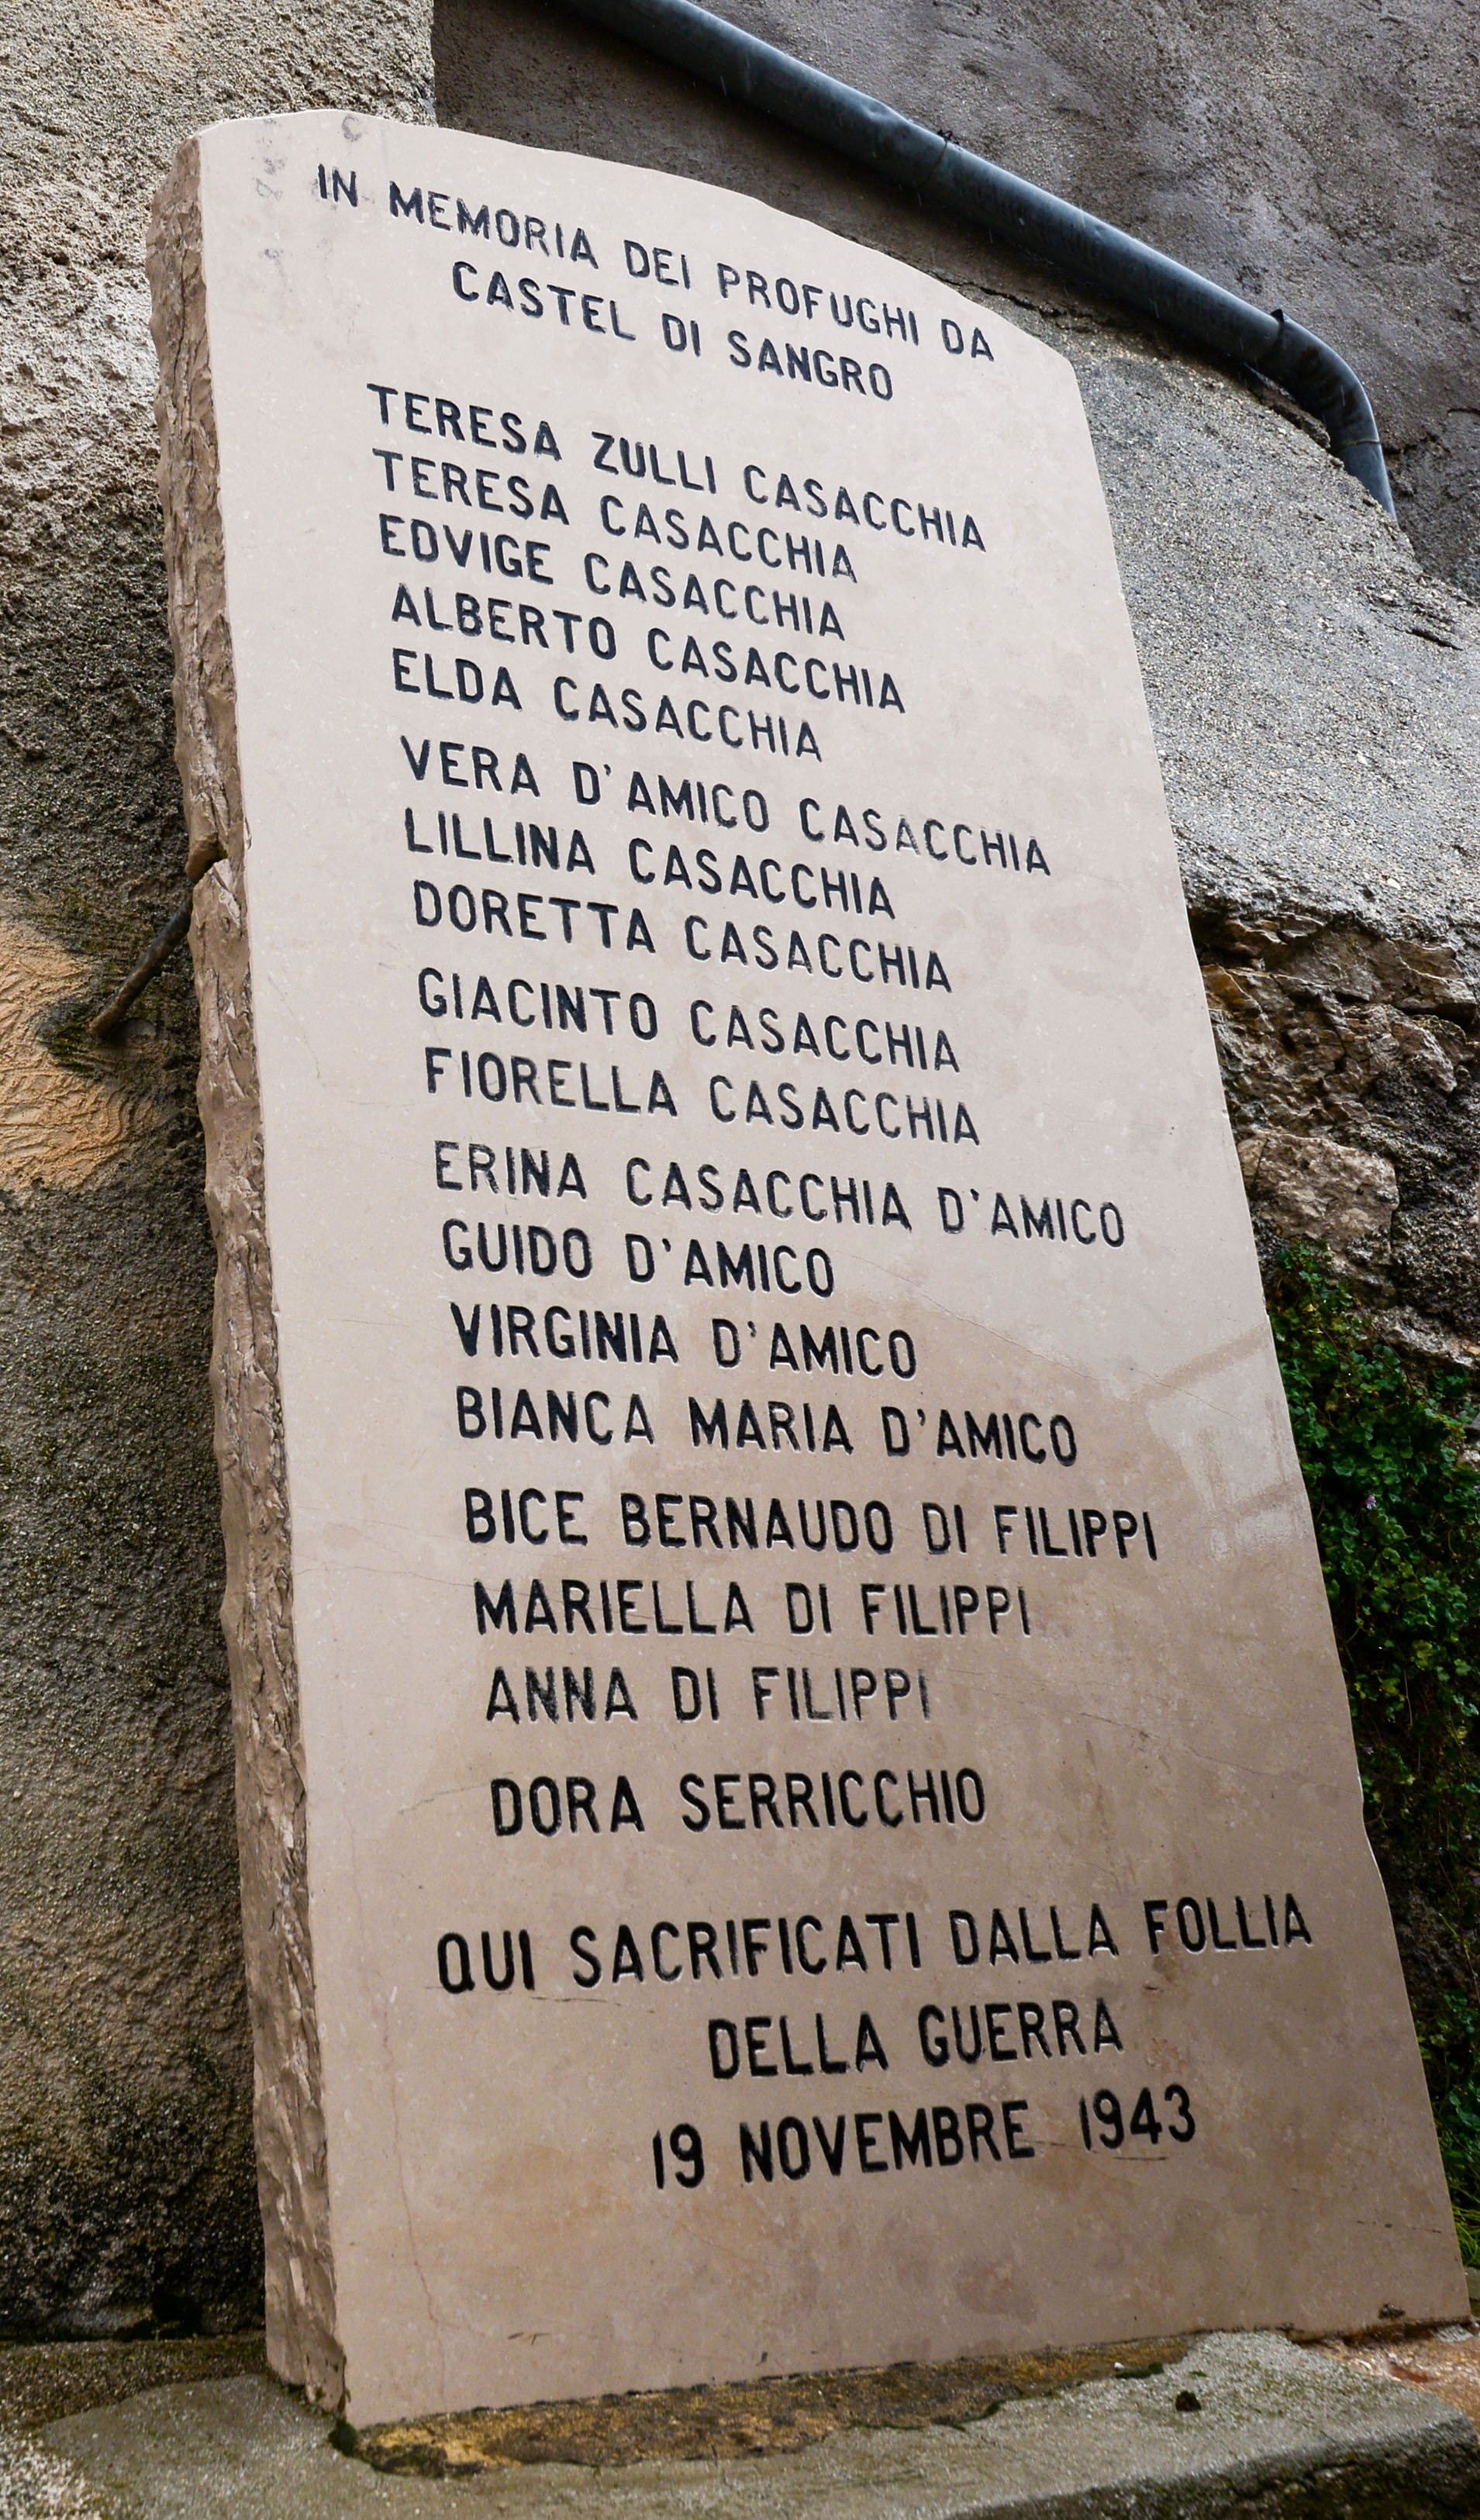 IN MEMORIA DEI PROFUGHI DA
CASTEL DI SANGRO
TERESA ZULLI CASACCHIA
TERESA CASACCHIA
EDVIGE CASACCHIA
ALBERTO CASACCHIA
ELDA CASACCHIA
VERA D'AMICO CASACCHIA
LILLINA CASACCHIA
DORETTA CASACCHIA
GIACINTO CASACCHIA
FIORELLA CASACCHIA
ERINA CASACCHIA D'AMICO
GUIDO D'AMICO
VIRGINIA D'AMICO
BIANCA MARIA D'AMICO
BICE BERNAUDO DI FILIPPI
MARIELLA DI FILIPPI
ANNA DI FILIPPI
DORA SERRICCHIO
QUI SACRIFICATI DALLA FOLLIA
DELLA GUERRA
19 NOVEMBRE 1943